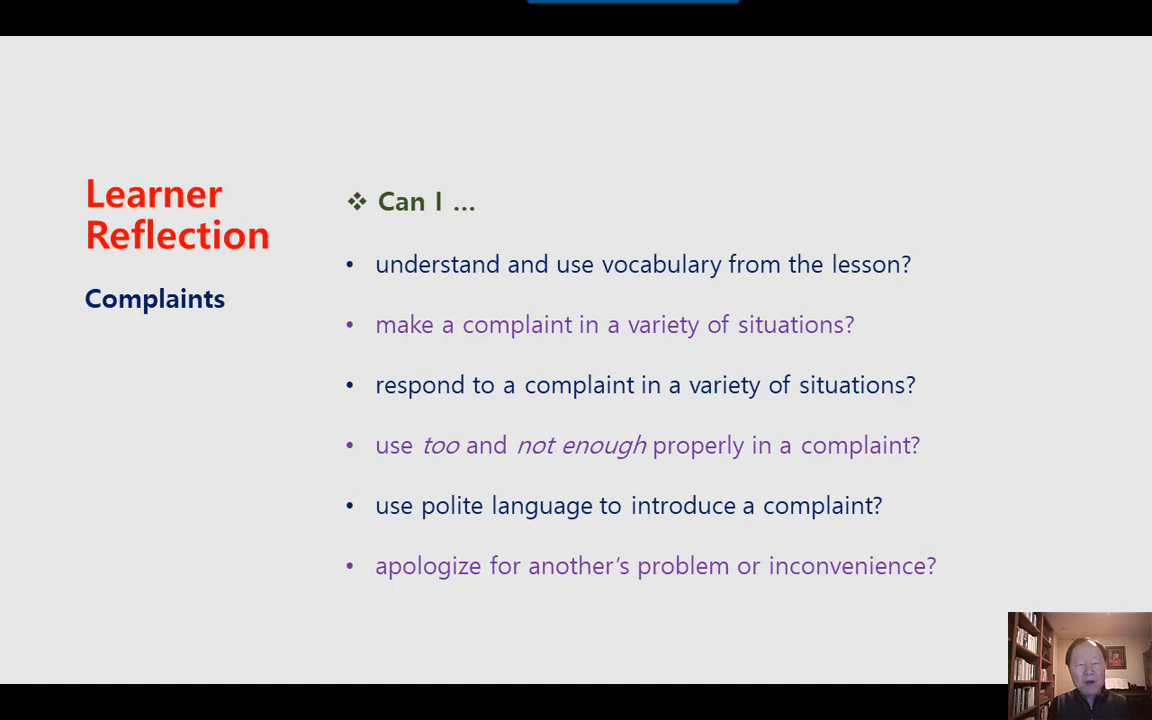 Learner
Reflection
Complaints
❖ Can I ...
• understand and use vocabulary from the lesson?
• make a complaint in a variety of situations?
• respond to a complaint in a variety of situations?
• use too and not enough properly in a complaint?
• use polite language to introduce a complaint?
• apologize for another's problem or inconvenience?